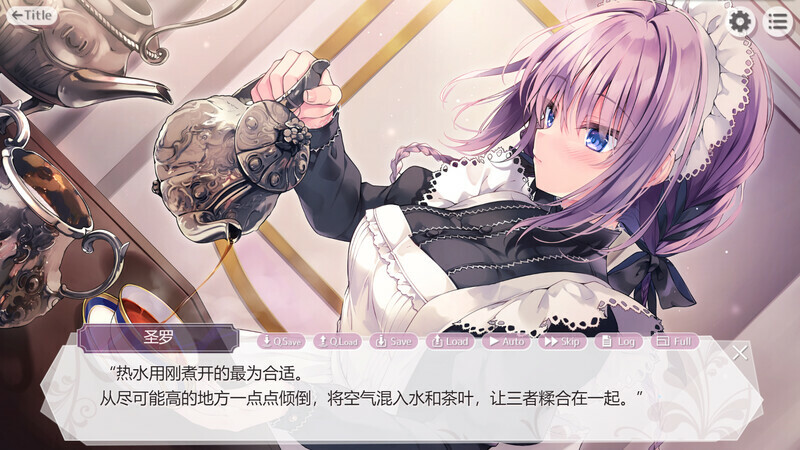 ←Title
圣罗
Q.Save
Q.Load
Save
Load
Auto
Skip
Log
Full
“热水用刚煮开的最为合适。
从尽可能高的地方一点点倾倒，将空气混入水和茶叶，让三者糅合在一起。”